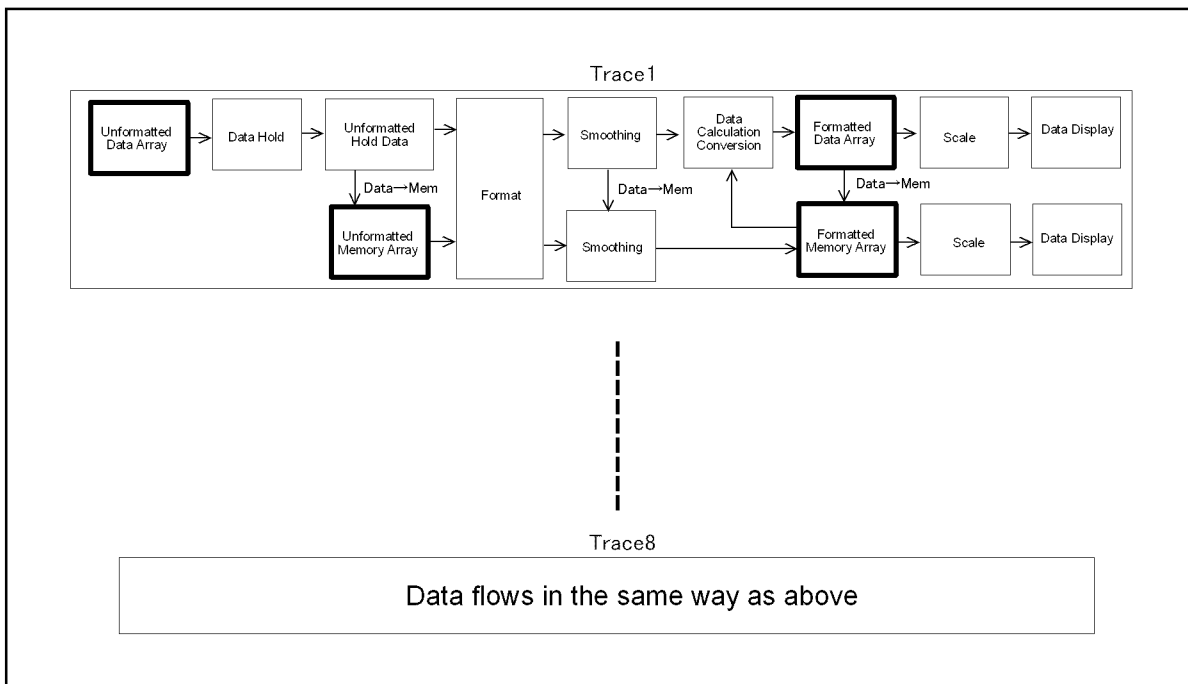 Trace1
Unformatted
Data Array
Data Hold
Unformatted
Hold Data
Format
Smoothing
Data
Calculation
Conversion
Formatted
Data Array
Scale
Data Display
Data→Mem
Data→Mem
Data→Mem
Unformatted
Memory Array
Smoothing
Formatted
Memory Array
Scale
Data Display
Trace8
Data flows in the same way as above